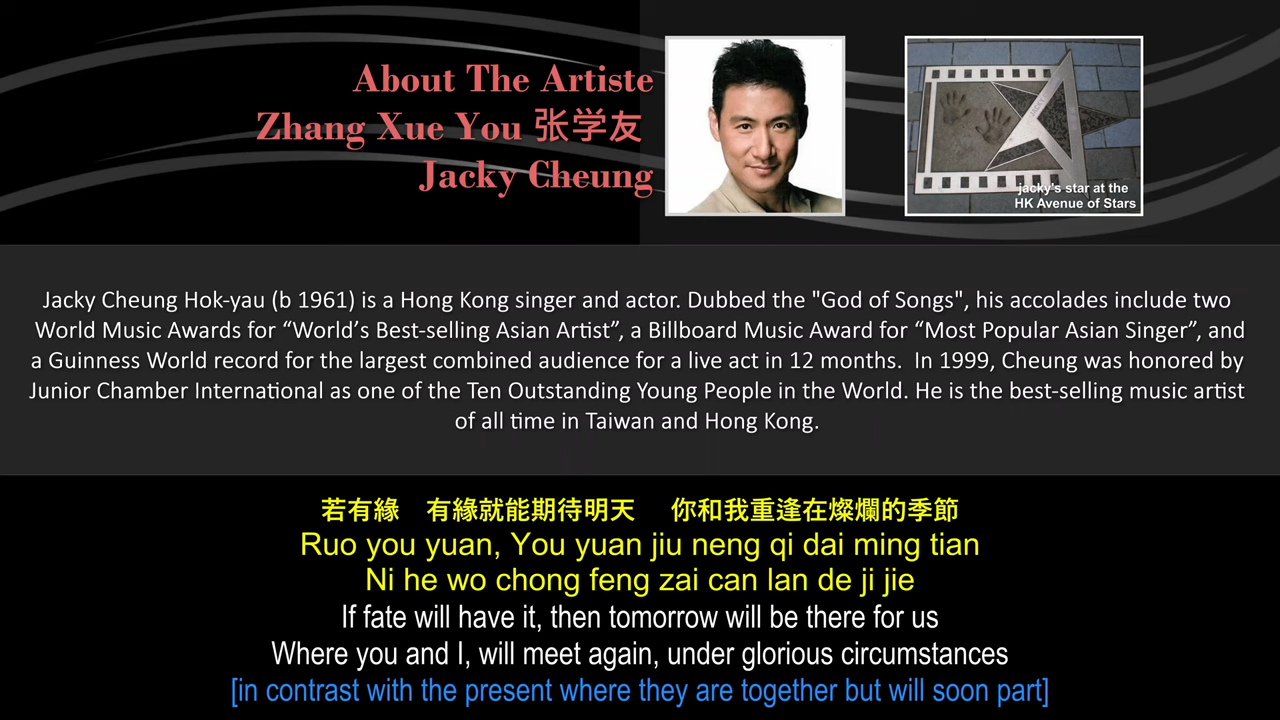 About The Artiste
Zhang Xue You 张学友
Jacky Cheung
jacky's star at the
HK Avenue of Stars
Jacky Cheung Hok-yau (b 1961) is a Hong Kong singer and actor. Dubbed the "God of Songs", his accolades include two
World Music Awards for “World’s Best-selling Asian Artist”, a Billboard Music Award for “Most Popular Asian Singer”, and
a Guinness World record for the largest combined audience for a live act in 12 months.  In 1999, Cheung was honored by
Junior Chamber International as one of the Ten Outstanding Young People in the World. He is the best-selling music artist
of all time in Taiwan and Hong Kong.
若有緣　有緣就能期待明天　 你和我重逢在燦爛的季節
Ruo you yuan, You yuan jiu neng qi dai ming tian
Ni he wo chong feng zai can lan de ji jie
If fate will have it, then tomorrow will be there for us
Where you and I, will meet again, under glorious circumstances
[in contrast with the present where they are together but will soon part]